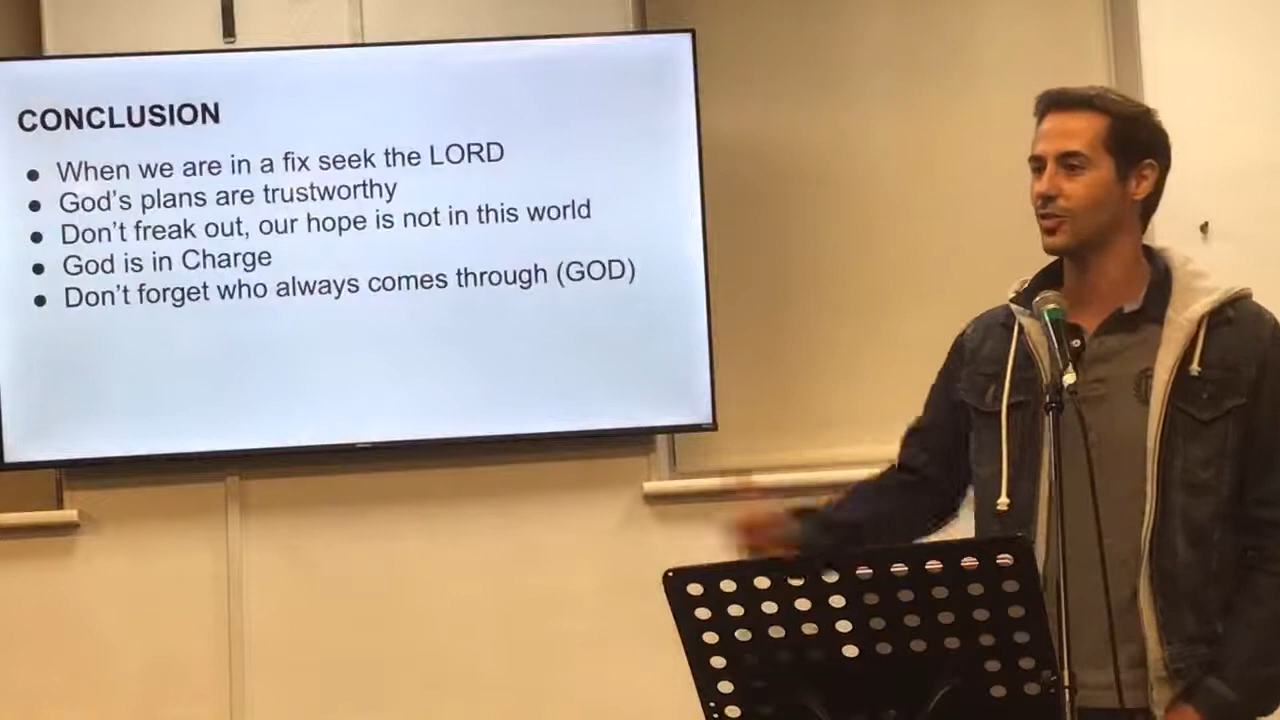 CONCLUSION
● When we are in a fix seek the LORD
● God's plans are trustworthy
● Don't freak out, our hope is not in this world
● God is in Charge
● Don't forget who always comes through (GOD)